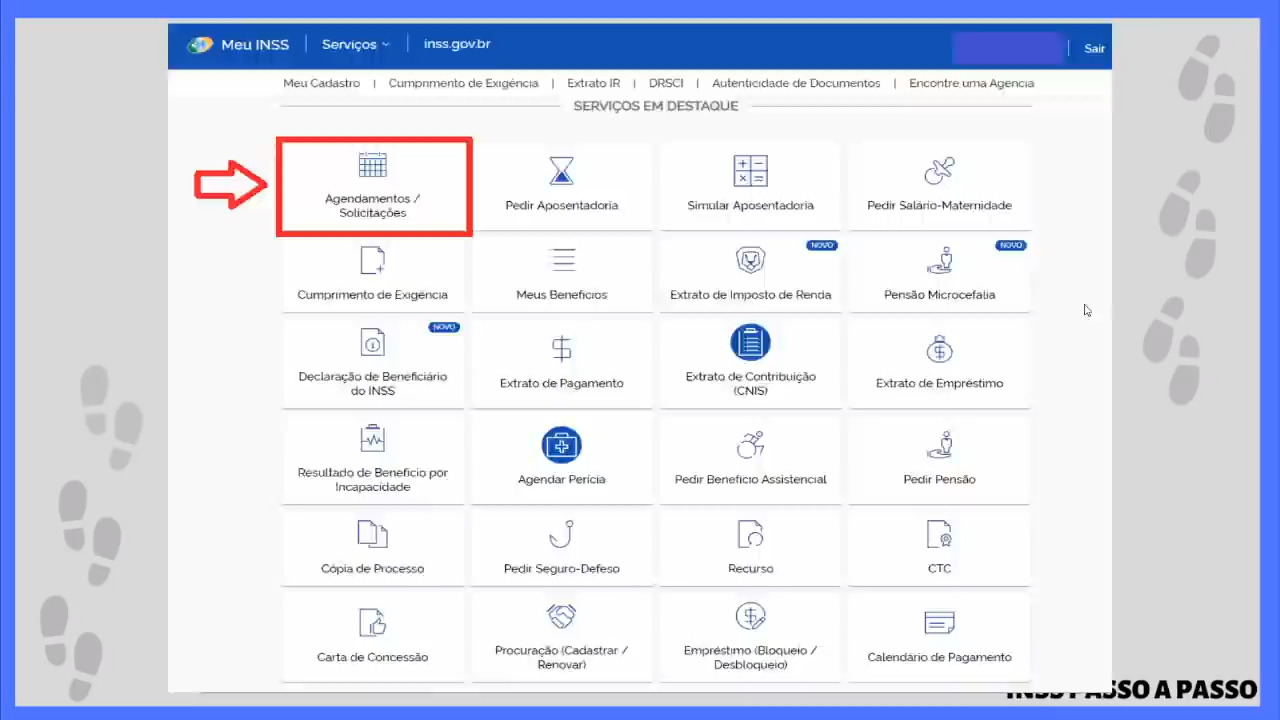 Meu INSS
Serviços
inss.gov.br
Sair
Meu Cadastro | Cumprimento de Exigência | Extrato IR | DRSCI | Autenticidade de Documentos | Encontre uma Agencia
SERVIÇOS EM DESTAQUE
Agendamentos /
Solicitações
Pedir Aposentadoria
Simular Aposentadoria
Pedir Salário-Maternidade
Cumprimento de Exigência
Meus Benefícios
NOVO
Extrato de Imposto de Renda
NOVO
Pensão Microcefalia
NOVO
Declaração de Beneficiário
do INSS
Extrato de Pagamento
Extrato de Contribuição
(CNIS)
Extrato de Empréstimo
Resultado de Benefício por
Incapacidade
Agendar Perícia
Pedir Benefício Assistencial
Pedir Pensão
Cópia de Processo
Pedir Seguro-Defeso
Recurso
CTC
Carta de Concessão
Procuração (Cadastrar /
Renovar)
Empréstimo (Bloqueio /
Desbloqueio)
Calendário de Pagamento
INSS PASSO A PASSO